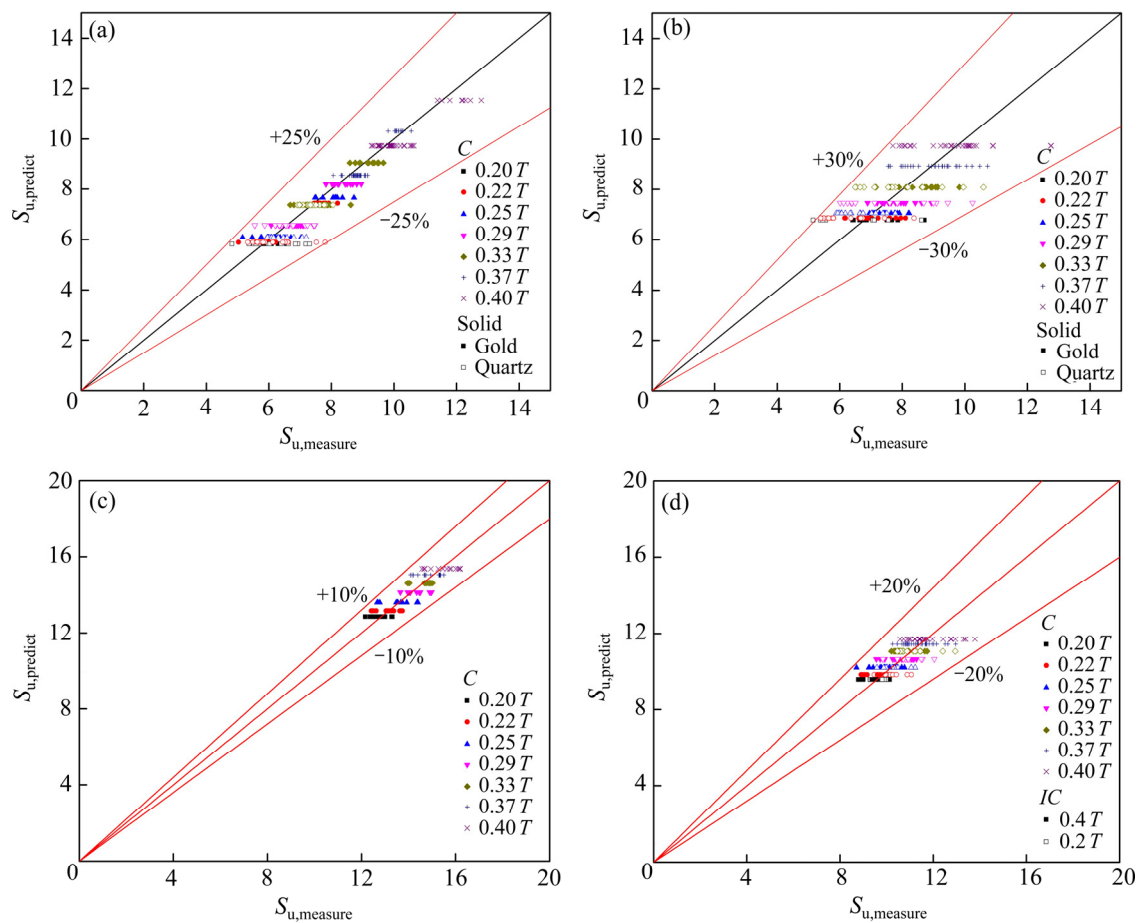 (a)
14
12
10
8
6
4
2
0
2
4
6
8
10
12
14
S_u,predict
S_u,measure
+25%
−25%
C
0.20 T
0.22 T
0.25 T
0.29 T
0.33 T
0.37 T
0.40 T
Solid
Gold
Quartz
(b)
14
12
10
8
6
4
2
0
2
4
6
8
10
12
14
S_u,predict
S_u,measure
+30%
−30%
C
0.20 T
0.22 T
0.25 T
0.29 T
0.33 T
0.37 T
0.40 T
Solid
Gold
Quartz
(c)
20
16
12
8
4
0
4
8
12
16
20
S_u,predict
S_u,measure
+10%
−10%
C
0.20 T
0.22 T
0.25 T
0.29 T
0.33 T
0.37 T
0.40 T
(d)
20
16
12
8
4
0
4
8
12
16
20
S_u,predict
S_u,measure
+20%
−20%
C
0.20 T
0.22 T
0.25 T
0.29 T
0.33 T
0.37 T
0.40 T
IC
0.4 T
0.2 T